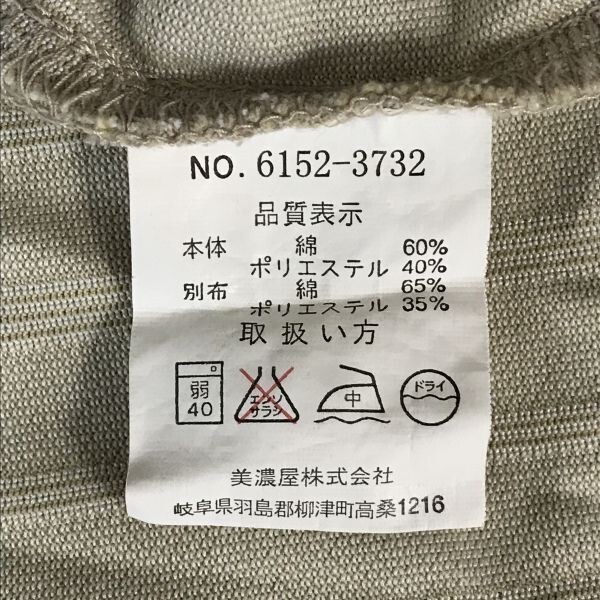 NO. 6152-3732
品質表示
本体 綿 60%
ポリエステル 40%
別布 綿 65%
ポリエステル 35%
取扱い方
弱 40 エンソサラシ 中 ドライ
美濃屋株式会社
岐阜県羽島郡柳津町高桑1216